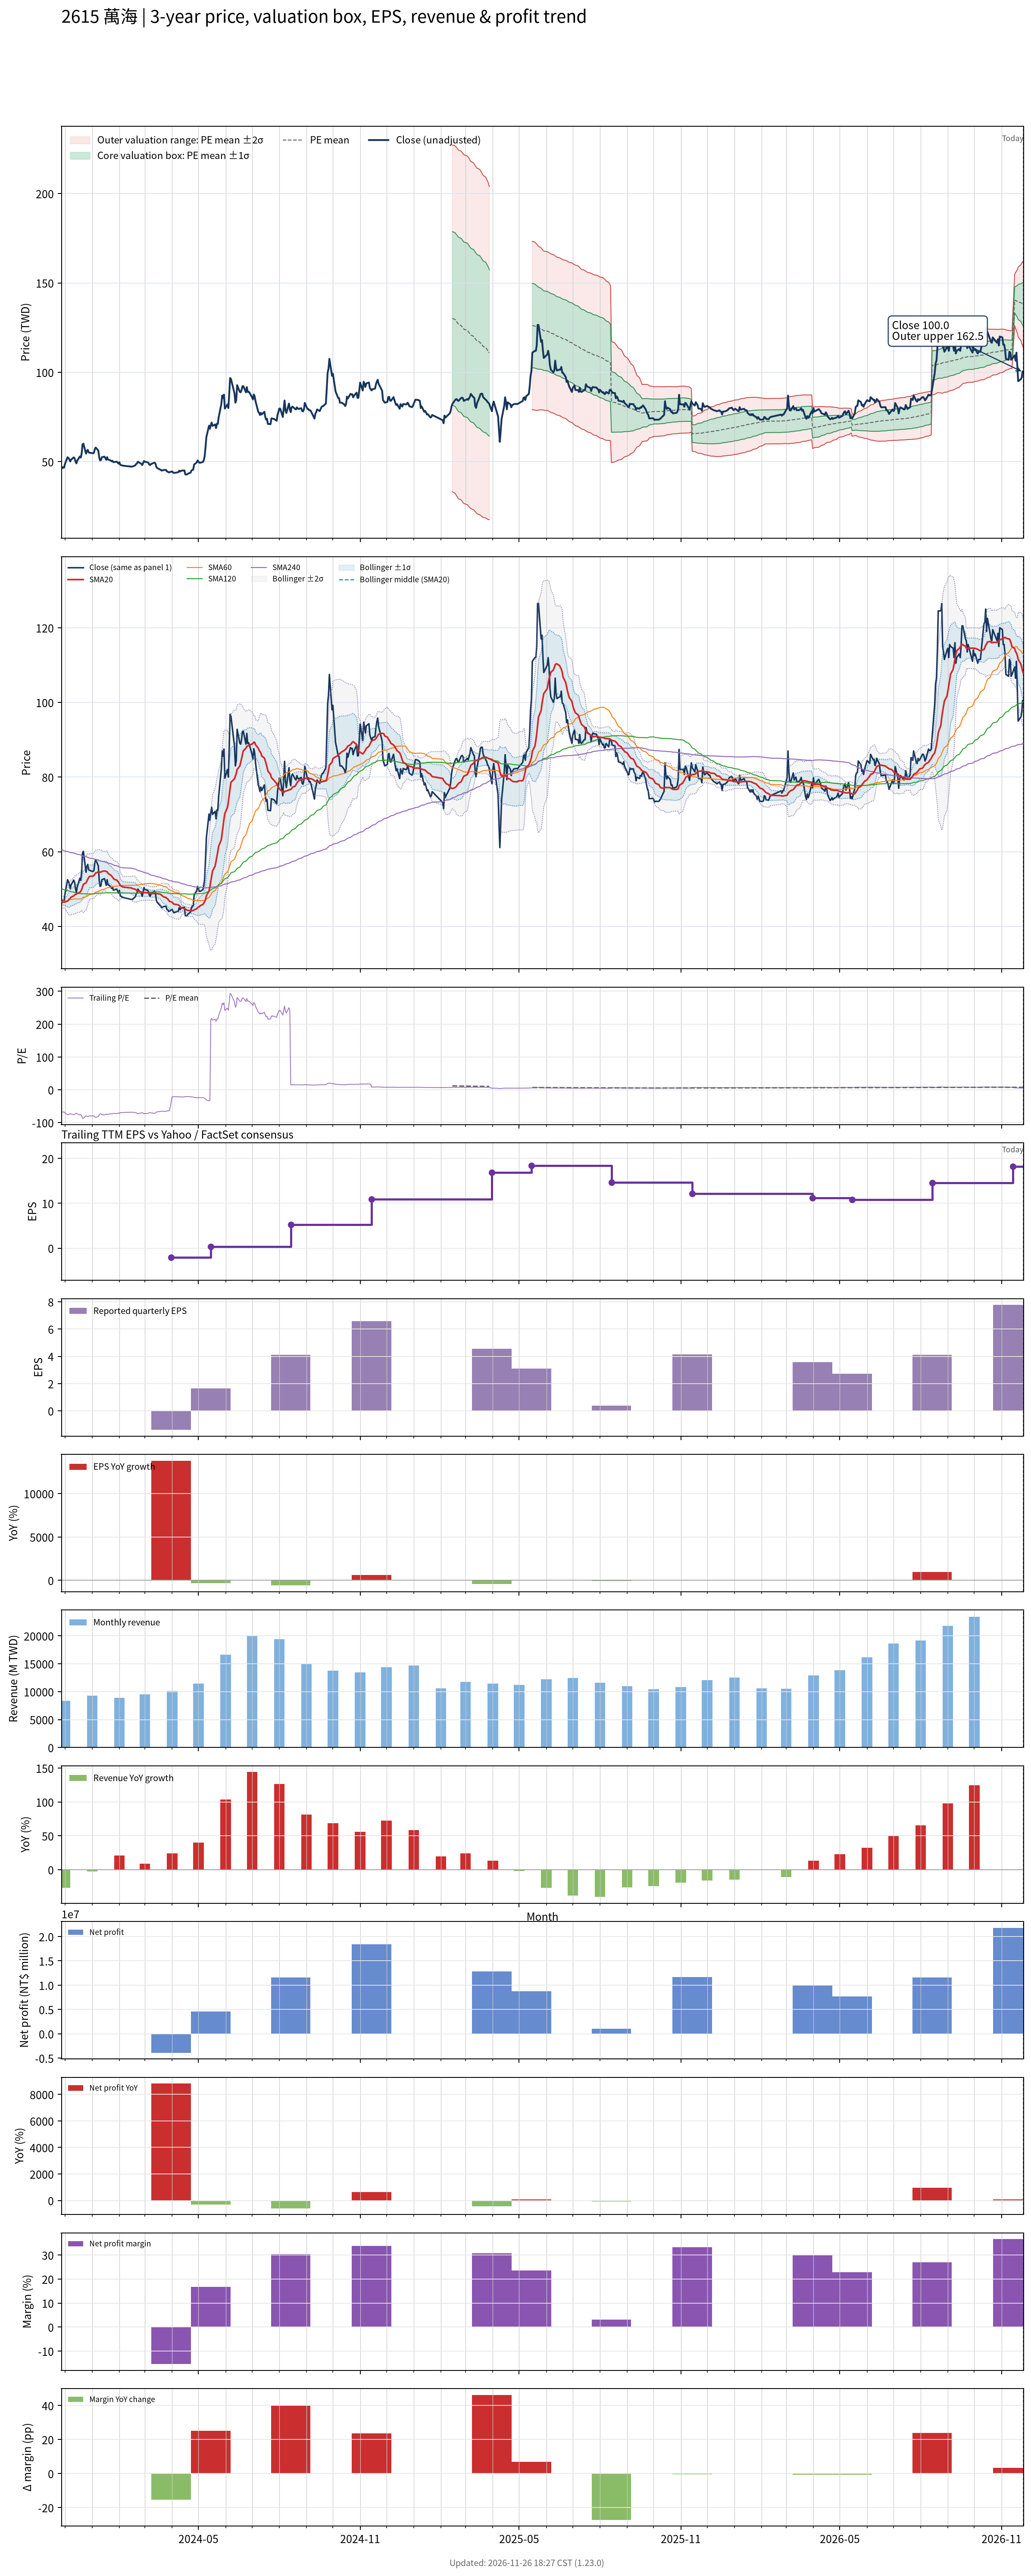 2615 萬海 | 3-year price, valuation box, EPS, revenue & profit trend
Outer valuation range: PE mean ±2σ
Core valuation box: PE mean ±1σ
PE mean
Close (unadjusted)
Today
Close 100.0
Outer upper 162.5
Price (TWD)
200
150
100
50
Close (same as panel 1)
SMA20
SMA60
SMA120
SMA240
Bollinger ±2σ
Bollinger ±1σ
Bollinger middle (SMA20)
Price
120
100
80
60
40
Trailing P/E
P/E mean
P/E
300
200
100
0
-100
Trailing TTM EPS vs Yahoo / FactSet consensus
Today
EPS
20
10
0
Reported quarterly EPS
EPS
8
6
4
2
0
EPS YoY growth
YoY (%)
10000
5000
0
Monthly revenue
Revenue (M TWD)
20000
15000
10000
5000
0
Revenue YoY growth
YoY (%)
150
100
50
0
Month
1e7
Net profit
Net profit (NT$ million)
2.0
1.5
1.0
0.5
0.0
-0.5
Net profit YoY
YoY (%)
8000
6000
4000
2000
0
Net profit margin
Margin (%)
30
20
10
0
-10
Margin YoY change
Δ margin (pp)
40
20
0
-20
2024-05
2024-11
2025-05
2025-11
2026-05
2026-11
Updated: 2026-11-26 18:27 CST (1.23.0)